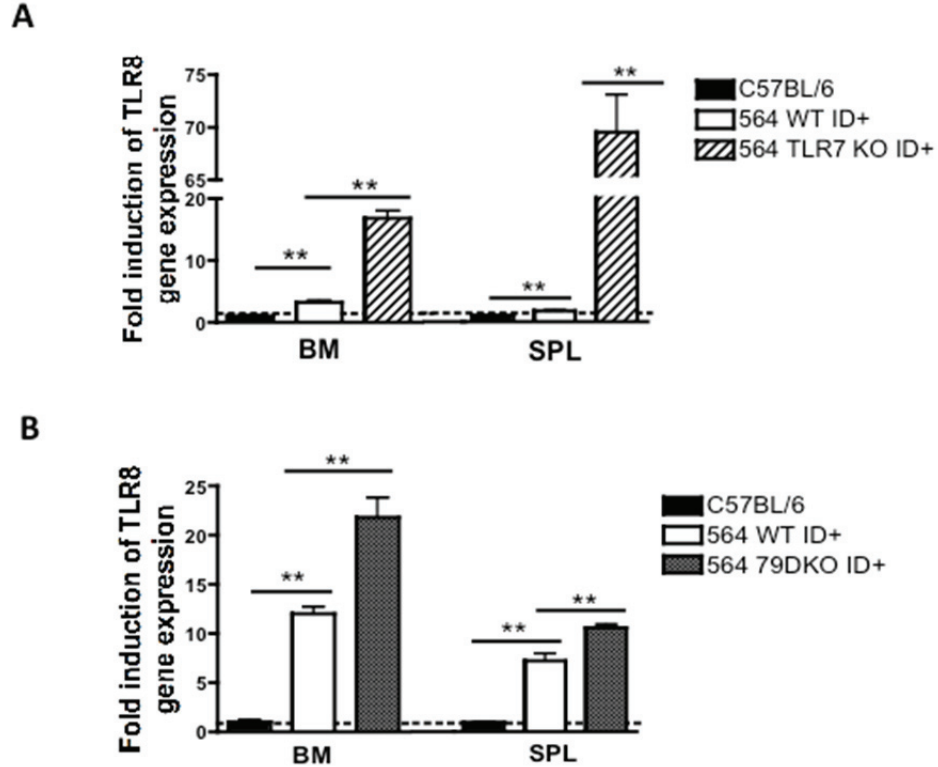 A
Fold induction of TLR8
gene expression
75
70
65
20
10
0
**
**
**
**
BM
SPL
C57BL/6
564 WT ID+
564 TLR7 KO ID+
B
Fold induction of TLR8
gene expression
25
20
15
10
5
0
**
**
**
**
BM
SPL
C57BL/6
564 WT ID+
564 79DKO ID+